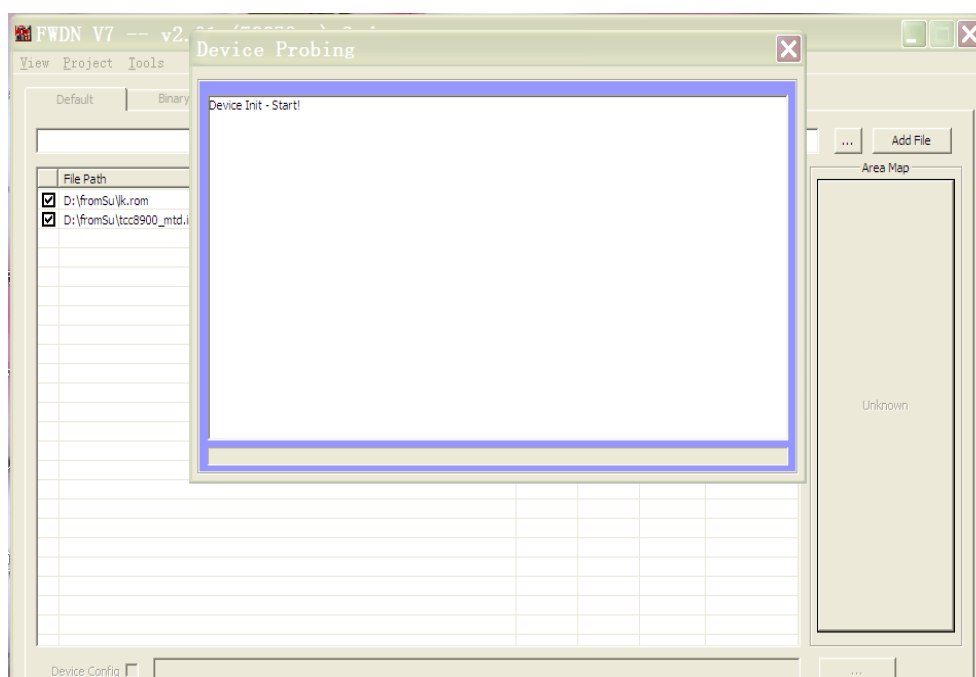 FWDN V7 -- v2.
Device Probing
View Project Tools
Default
Binary
Device Init - Start!
...
Add File
Area Map
File Path
D:\fromSu\lk.rom
D:\fromSu\tcc8900_mtd.i
Unknown
Device Config
...